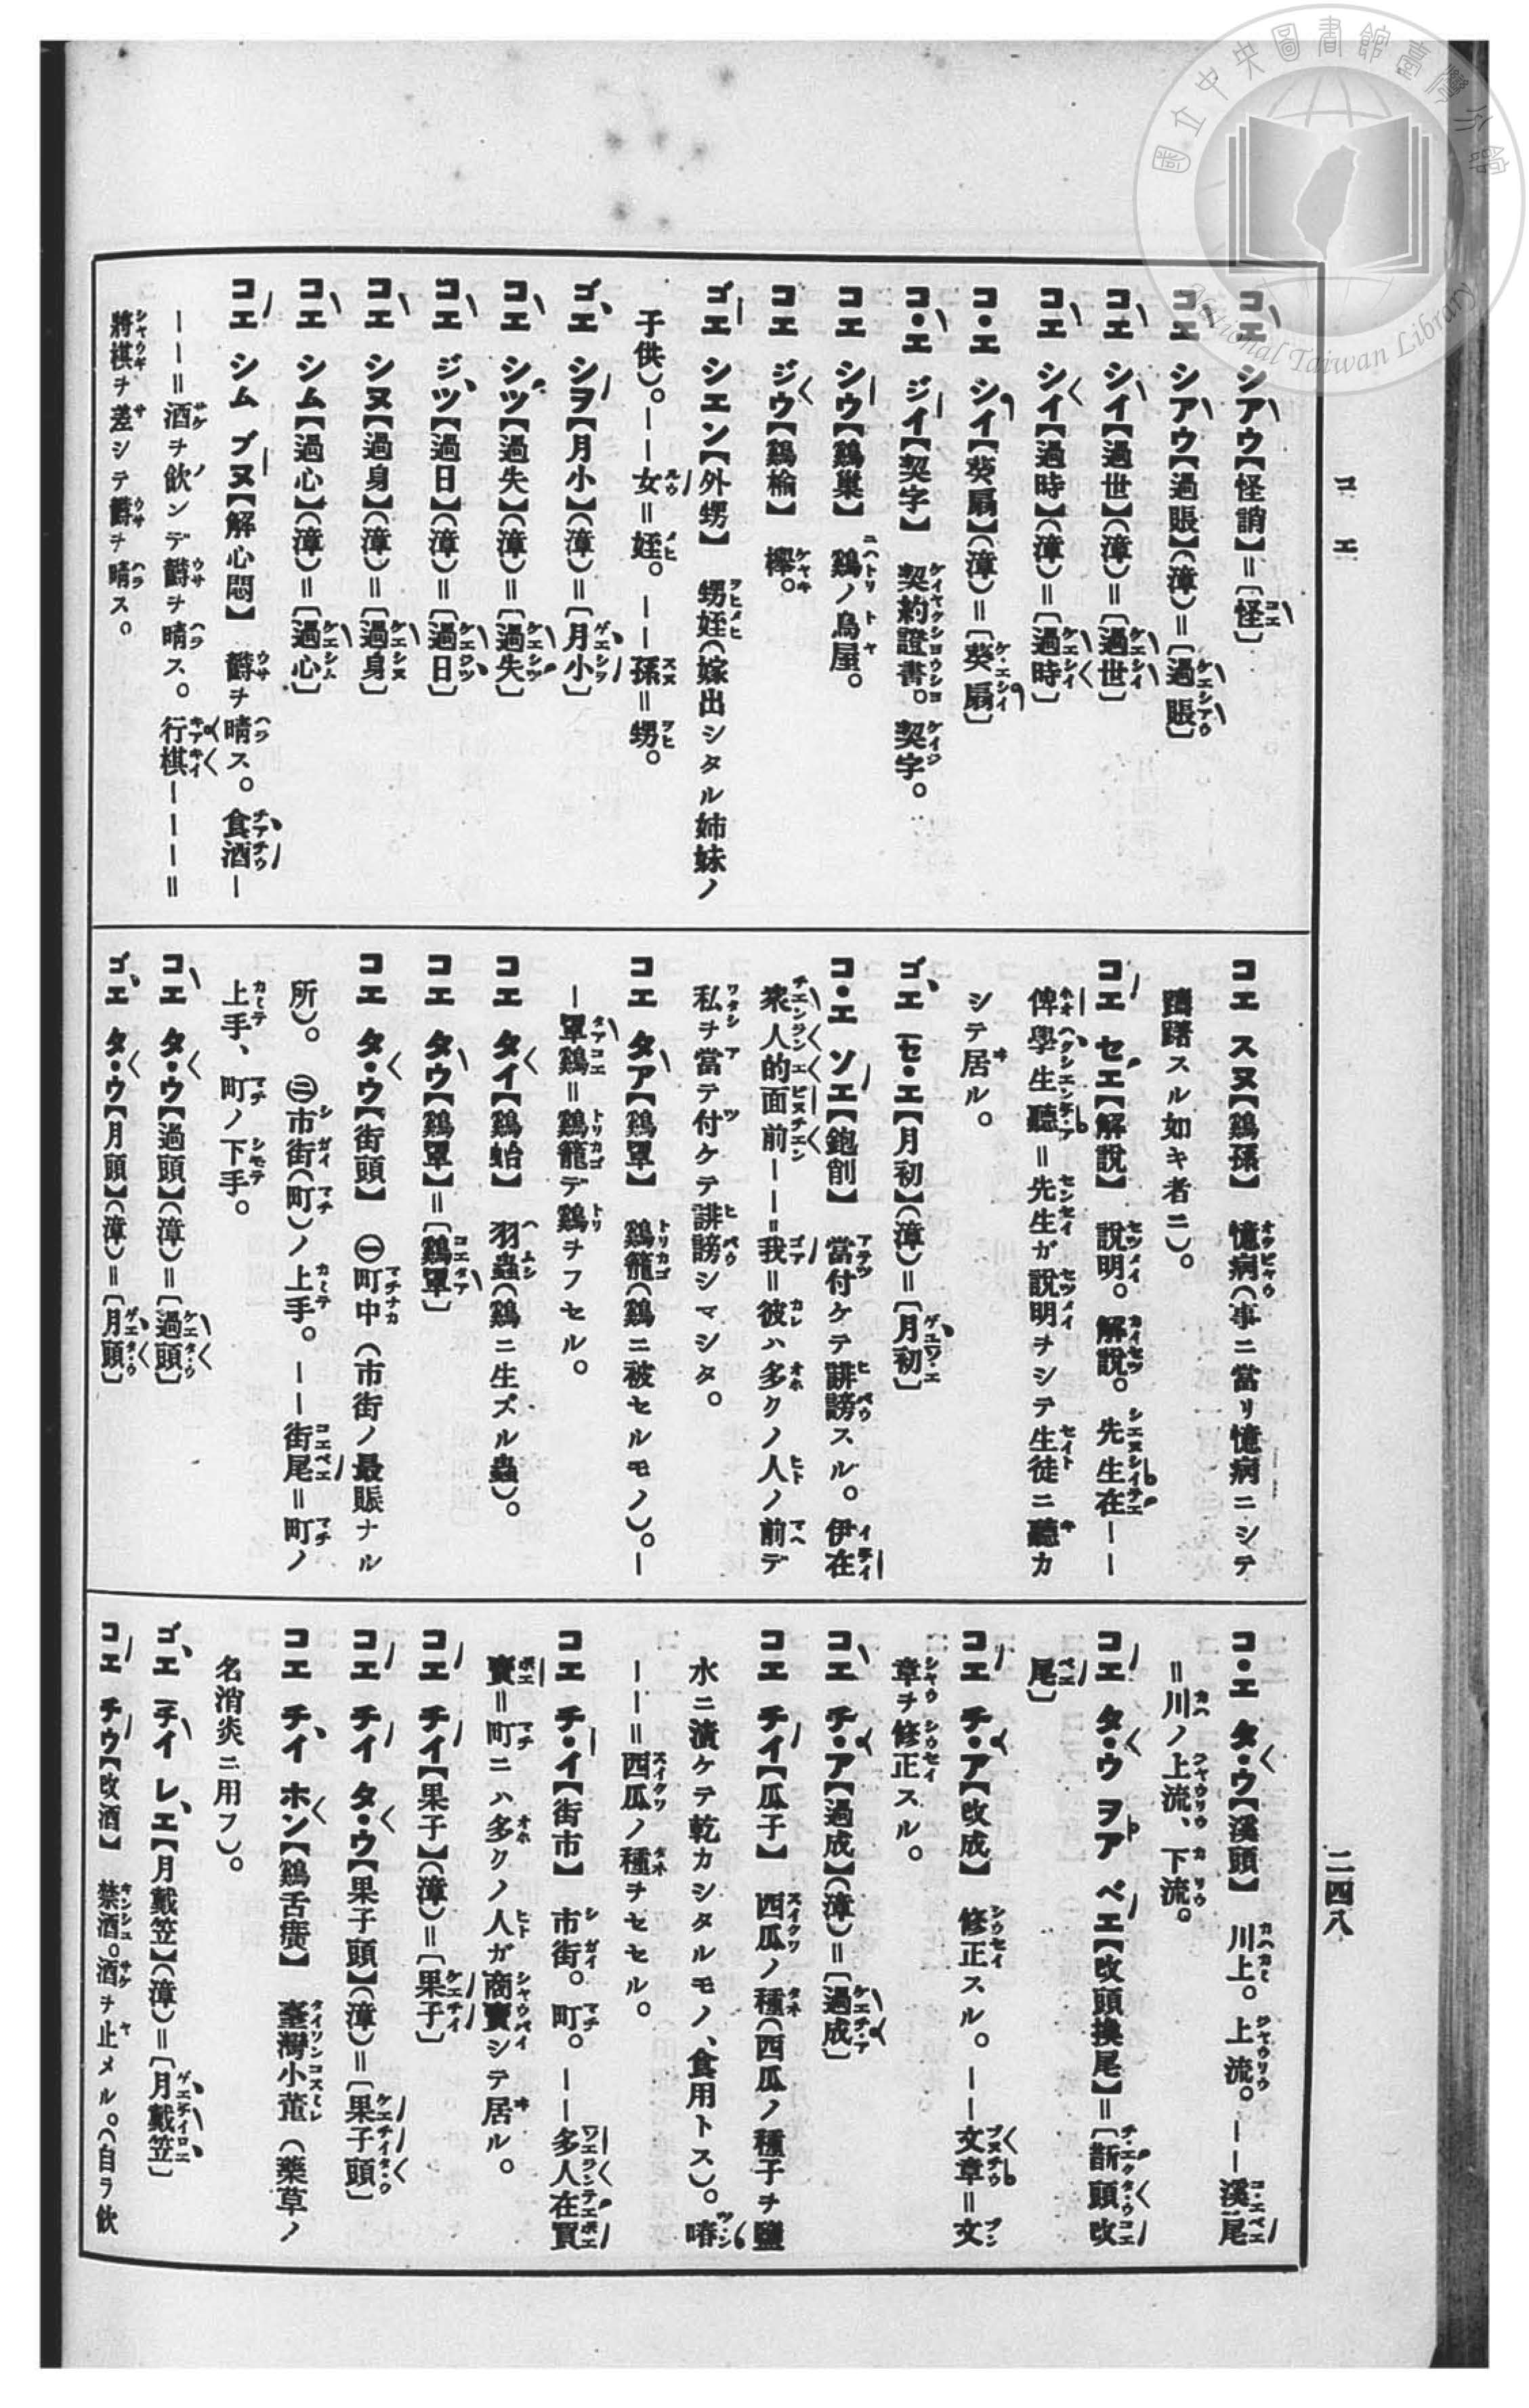 コエ
二四八
コエ シアウ【怪誚】=〔怪〕
コエ シアウ【過賬】(漳)=〔過賬〕
コエ シイ【過世】(漳)=〔過世〕
コエ シイ【過時】(漳)=〔過時〕
コ・エ シイ【葵扇】(漳)=〔葵扇〕
コ・エ ジイ【契字】 契約證書。契字。
コエ シウ【鷄巢】 鷄ノ鳥屋。
コエ ジウ【鷄楡】 欅。
ゴエ シエン【外甥】 甥姪(嫁出シタル姉妹ノ
子供)。――女=姪。――孫=甥。
ゴエ シヲ【月小】(漳)=〔月小〕
コエ シツ【過失】(漳)=〔過失〕
コエ ジツ【過日】(漳)=〔過日〕
コエ シヌ【過身】(漳)=〔過身〕
コエ シム【過心】(漳)=〔過心〕
コエ シム ブヌ【解心悶】 欝ヲ晴ス。食酒―
――=酒ヲ飮ンデ欝ヲ晴ス。行棋――――=
將棋ヲ差シテ欝ヲ晴ス。
コエ スヌ【鷄孫】 憶病(事ニ當リ憶病ニシテ
躊躇スル如キ者ニ)。
コエ セエ【解說】 說明。解說。先生在――
俾學生聽=先生ガ說明ヲシテ生徒ニ聽カ
シテ居ル。
ゴエ セ・エ【月初】(漳)=〔月初〕
コ・エ ソエ【鉋削】 當付ケテ誹謗スル。伊在
衆人的面前――我=彼ハ多クノ人ノ前デ
私ヲ當テ付ケテ誹謗シマシタ。
コエ タア【鷄罩】 鷄籠(鷄ニ被セルモノ)。―
―罩鷄=鷄籠デ鷄ヲフセル。
コエ タイ【鷄蛤】 羽蟲(鷄ニ生ズル蟲)。
コエ タウ【鷄罩】=〔鷄罩〕
コエ タ・ウ【街頭】 ㊀町中(市街ノ最賑ナル
所)。㊁市街(町)ノ上手。――街尾=町ノ
上手、町ノ下手。
コエ タ・ウ【過頭】(漳)=〔過頭〕
ゴエ タ・ウ【月頭】(漳)=〔月頭〕
コ・エ タ・ウ【溪頭】 川上。上流。――溪尾
=川ノ上流、下流。
コエ タ・ウ ヲア ベエ【改頭換尾】=〔斷頭改
尾〕
コエ チ・ア【改成】 修正スル。――文章=文
章ヲ修正スル。
コエ チ・ア【過成】(漳)=〔過成〕
コエ チイ【瓜子】 西瓜ノ種(西瓜ノ種子ヲ鹽
水ニ漬ケテ乾カシタルモノ、食用トス)。
――=西瓜ノ種ヲセセル。
コエ チ・イ【街市】 市街。町。――多人在買
賣=町ニハ多クノ人ガ商賣シテ居ル。
コエ チイ【果子】(漳)=〔果子〕
コエ チイ タ・ウ【果子頭】(漳)=〔果子頭〕
コエ チイ ホン【鷄舌癀】 臺灣小菫(藥草ノ
名消炎ニ用フ)。
ゴエ チイ レエ【月戴笠】(漳)=〔月戴笠〕
コエ チウ【改酒】 禁酒。酒ヲ止メル。(自ラ飮
國立中央圖書館臺灣分館
National Taiwan Library